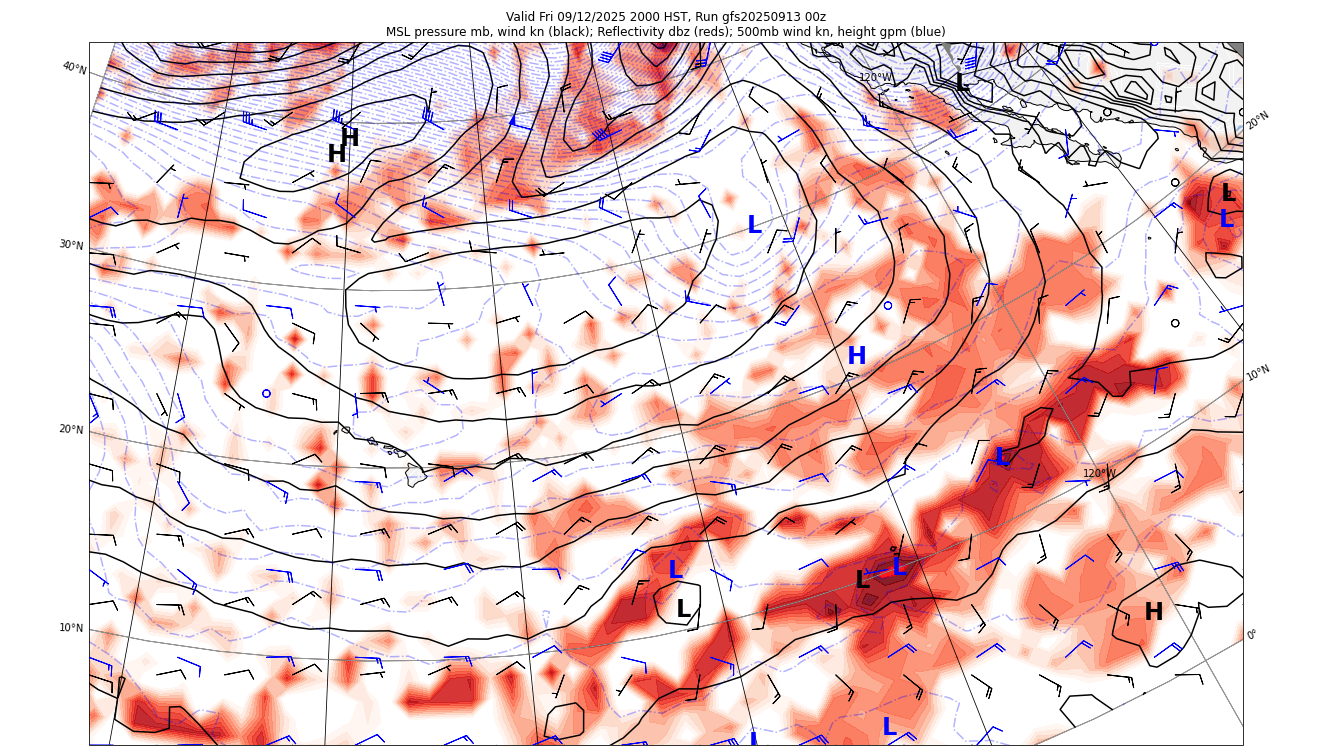 Valid Fri 09/12/2025 2000 HST, Run gfs20250913 00z
MSL pressure mb, wind kn (black); Reflectivity dbz (reds); 500mb wind kn, height gpm (blue)
40°N
120°W
L
20°N
H
H
L
L
L
30°N
H
10°N
20°N
L
120°W
L
L
L
L
H
10°N
0°
L
L